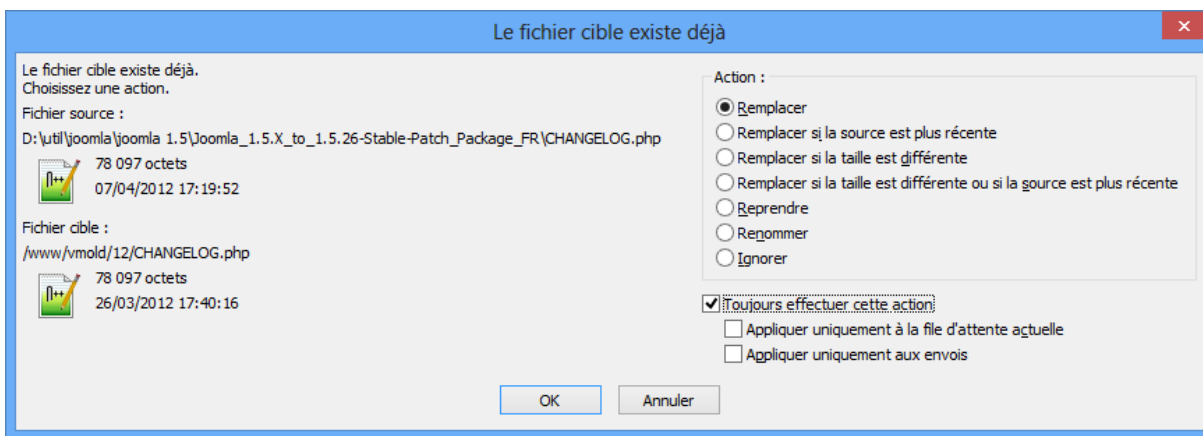 Le fichier cible existe déjà
Le fichier cible existe déjà.
Choisissez une action.
Fichier source :
D:\util\joomla\joomla 1.5\Joomla_1.5.X_to_1.5.26-Stable-Patch_Package_FR\CHANGELOG.php
78 097 octets
07/04/2012 17:19:52
Fichier cible :
/www/vmold/12/CHANGELOG.php
78 097 octets
26/03/2012 17:40:16
Action :
Remplacer
Remplacer si la source est plus récente
Remplacer si la taille est différente
Remplacer si la taille est différente ou si la source est plus récente
Reprendre
Renommer
Ignorer
Toujours effectuer cette action
Appliquer uniquement à la file d'attente actuelle
Appliquer uniquement aux envois
OK
Annuler